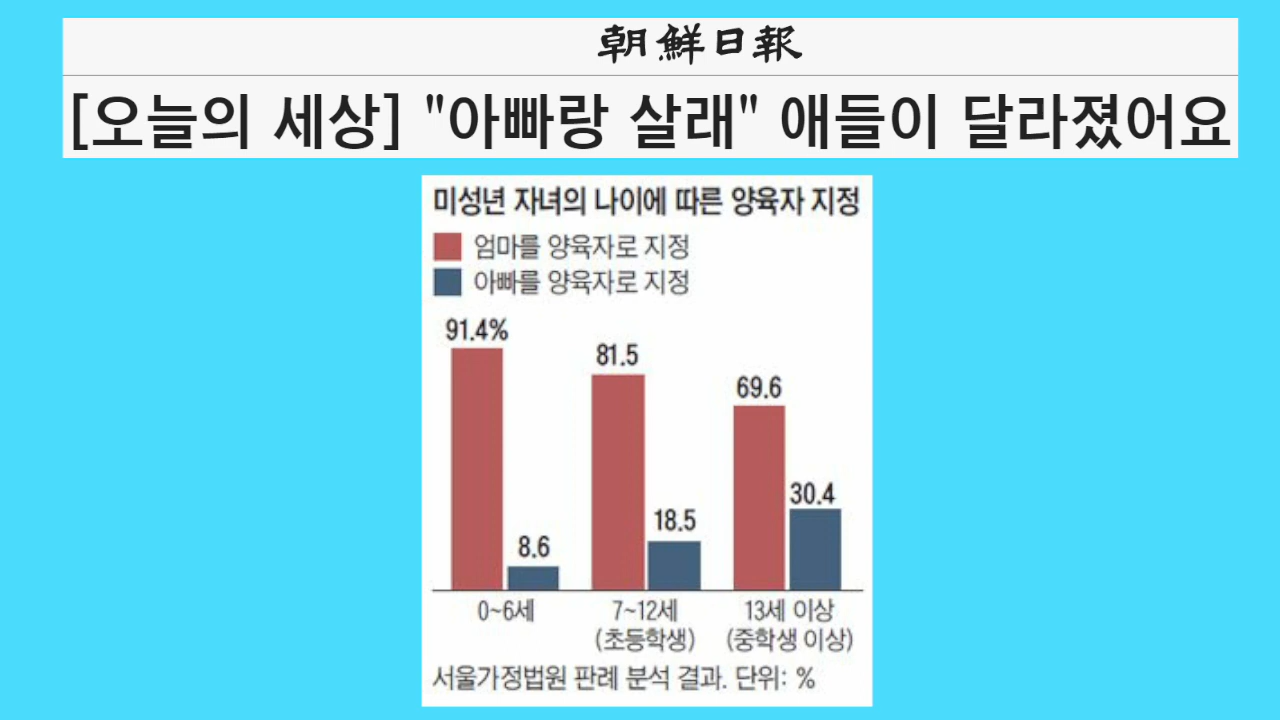 朝鮮日報
[오늘의 세상] "아빠랑 살래" 애들이 달라졌어요
미성년 자녀의 나이에 따른 양육자 지정
엄마를 양육자로 지정
아빠를 양육자로 지정
91.4%
81.5
69.6
30.4
18.5
8.6
0~6세 7~12세 13세 이상
(초등학생) (중학생 이상)
서울가정법원 판례 분석 결과. 단위: %